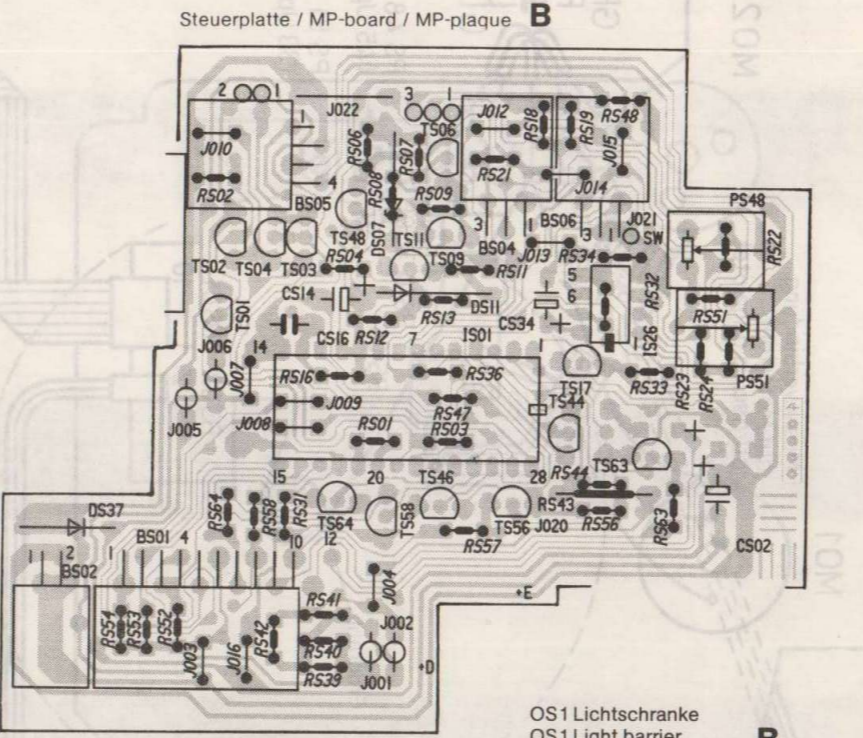 Steuerplatte / MP-board / MP-plaque B
2 1 J022 3 1 J012 RS18 RS19 RS48
1 TS06 J015
J010 RS06 RS07 RS21
RS02 4 RS08 RS09 J014 PS48
BS05 3 1 BS06 J021
TS02 TS04 TS03 TS48 DS07 TS11 TS09 BS04 J013 3 1 SW RS22
RS04 RS11 RS34
CS14 5 RS32
TS01 RS13 DS11 CS34 6 RS51
CS16 RS12 7 IS01 1 1 IS26
J006 14 PS51
J007 RS16 RS36 TS17 RS33 RS23 RS24
J005 J008 J009 RS47 TS44
RS01 RS03
15 20 28 RS44 TS63
DS37 RS64 RS58 RS31 TS46 RS43
BS01 4 TS64 TS58 TS56 J020 RS56 RS63
1 2 1 10 12 RS57 CS02
BS02 J004 +E
RS54 RS53 RS52 RS42 RS41 J002
J003 J016 RS40 +D
RS39 J001
OS1 Lichtschranke
OS1 Light barrier B